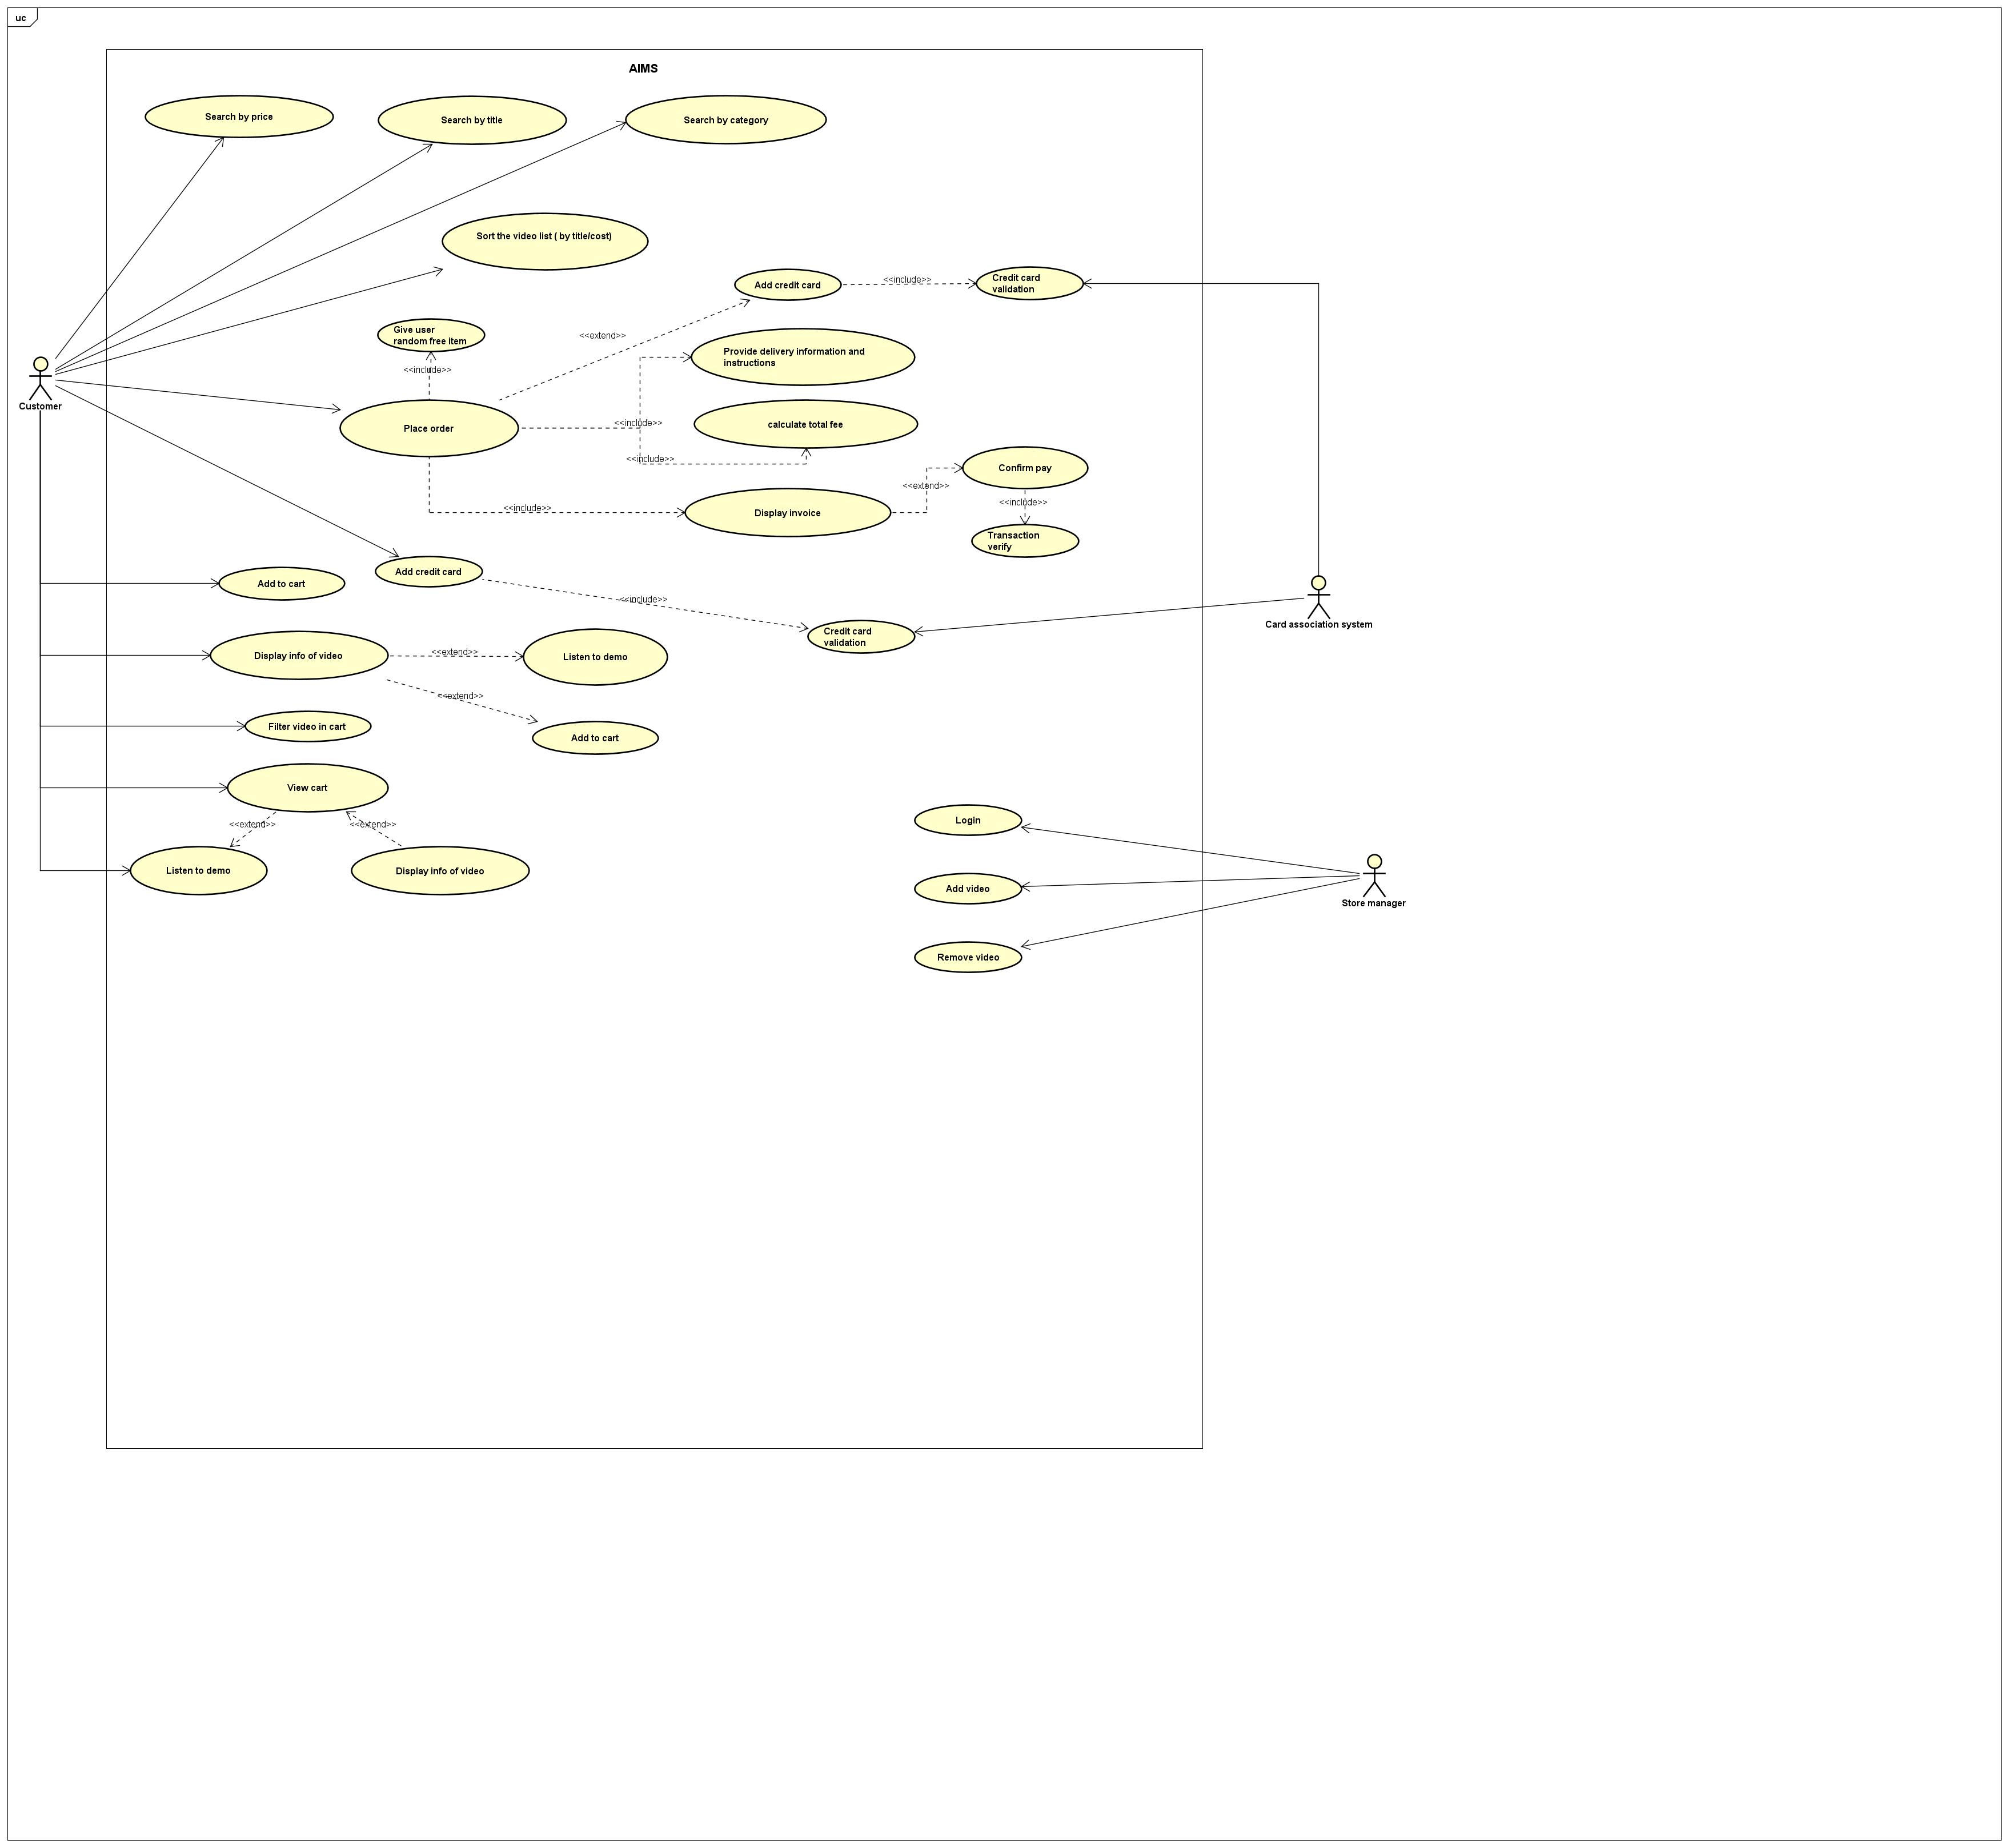 uc
AIMS
Search by price
Search by title
Search by category
Sort the video list ( by title/cost)
Add credit card
<<include>>
Credit card
validation
Give user
random free item
<<extend>>
Provide delivery information and
instructions
<<include>>
Customer
Place order
<<include>>
calculate total fee
<<include>>
Confirm pay
<<extend>>
<<include>>
Display invoice
<<include>>
Transaction
verify
Add to cart
Add credit card
<<include>>
Card association system
Credit card
validation
Display info of video
<<extend>>
Listen to demo
<<extend>>
Filter video in cart
Add to cart
View cart
<<extend>>
<<extend>>
Login
Listen to demo
Display info of video
Add video
Store manager
Remove video